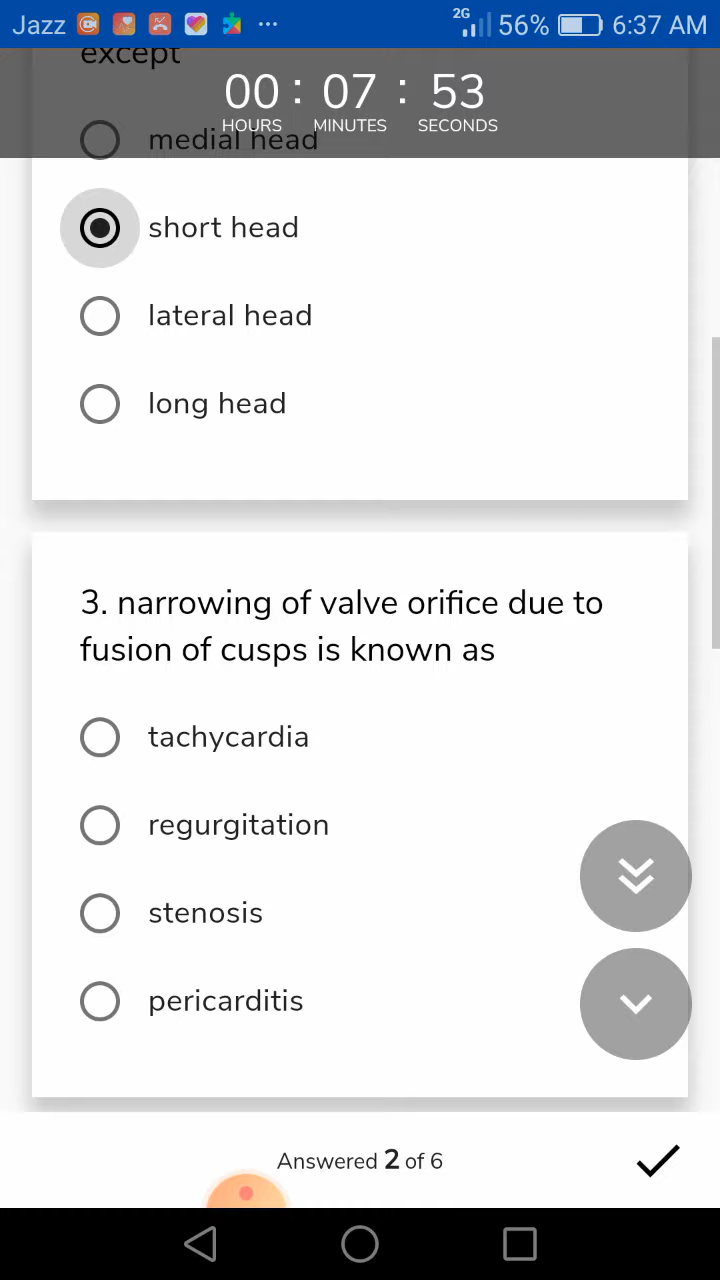 Jazz 2G 56% 6:37 AM
except
00 : 07 : 53
HOURS MINUTES SECONDS
medial head
short head
lateral head
long head
3. narrowing of valve orifice due to
fusion of cusps is known as
tachycardia
regurgitation
stenosis
pericarditis
Answered 2 of 6